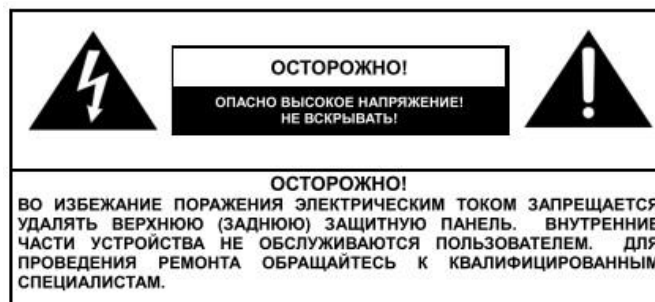 ОСТОРОЖНО!
ОПАСНО ВЫСОКОЕ НАПРЯЖЕНИЕ!
НЕ ВСКРЫВАТЬ!
ОСТОРОЖНО!
ВО ИЗБЕЖАНИЕ ПОРАЖЕНИЯ ЭЛЕКТРИЧЕСКИМ ТОКОМ ЗАПРЕЩАЕТСЯ
УДАЛЯТЬ ВЕРХНЮЮ (ЗАДНЮЮ) ЗАЩИТНУЮ ПАНЕЛЬ. ВНУТРЕННИЕ
ЧАСТИ УСТРОЙСТВА НЕ ОБСЛУЖИВАЮТСЯ ПОЛЬЗОВАТЕЛЕМ. ДЛЯ
ПРОВЕДЕНИЯ РЕМОНТА ОБРАЩАЙТЕСЬ К КВАЛИФИЦИРОВАННЫМ
СПЕЦИАЛИСТАМ.